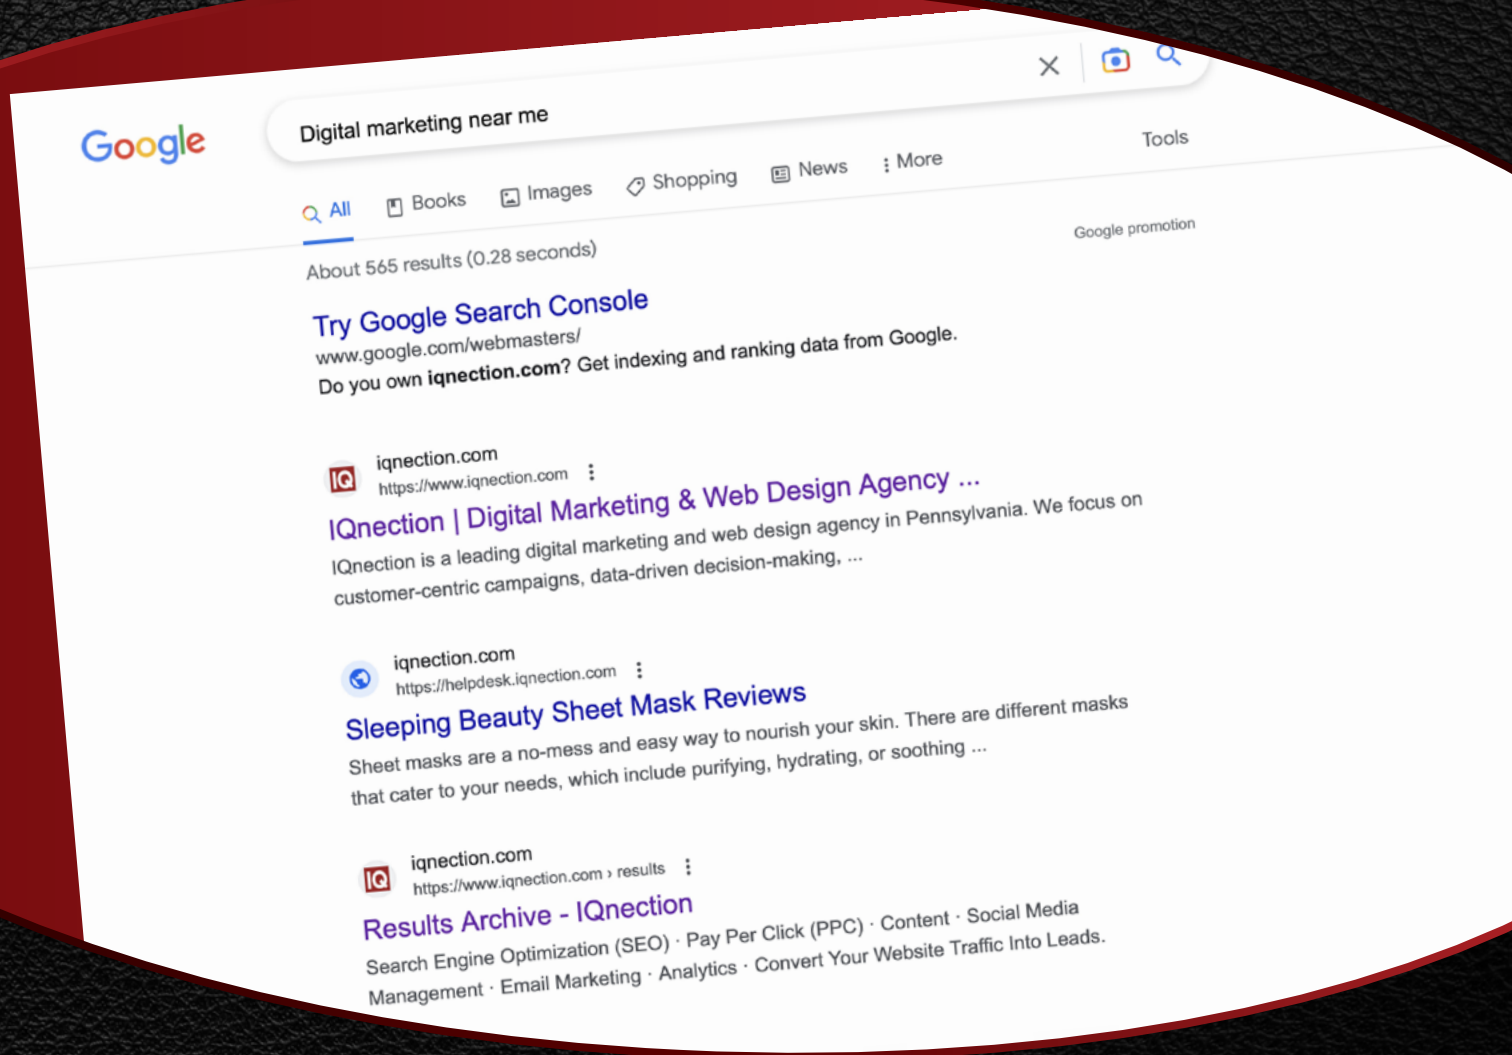 Google
Digital marketing near me
All Books Images Shopping News More Tools
About 565 results (0.28 seconds)
Google promotion
Try Google Search Console
www.google.com/webmasters/
Do you own iqnection.com? Get indexing and ranking data from Google.
IQ
iqnection.com
https://www.iqnection.com
IQnection | Digital Marketing & Web Design Agency ...
IQnection is a leading digital marketing and web design agency in Pennsylvania. We focus on
customer-centric campaigns, data-driven decision-making, ...
iqnection.com
https://helpdesk.iqnection.com
Sleeping Beauty Sheet Mask Reviews
Sheet masks are a no-mess and easy way to nourish your skin. There are different masks
that cater to your needs, which include purifying, hydrating, or soothing ...
IQ
iqnection.com
https://www.iqnection.com › results
Results Archive - IQnection
Search Engine Optimization (SEO) · Pay Per Click (PPC) · Content · Social Media
Management · Email Marketing · Analytics · Convert Your Website Traffic Into Leads.